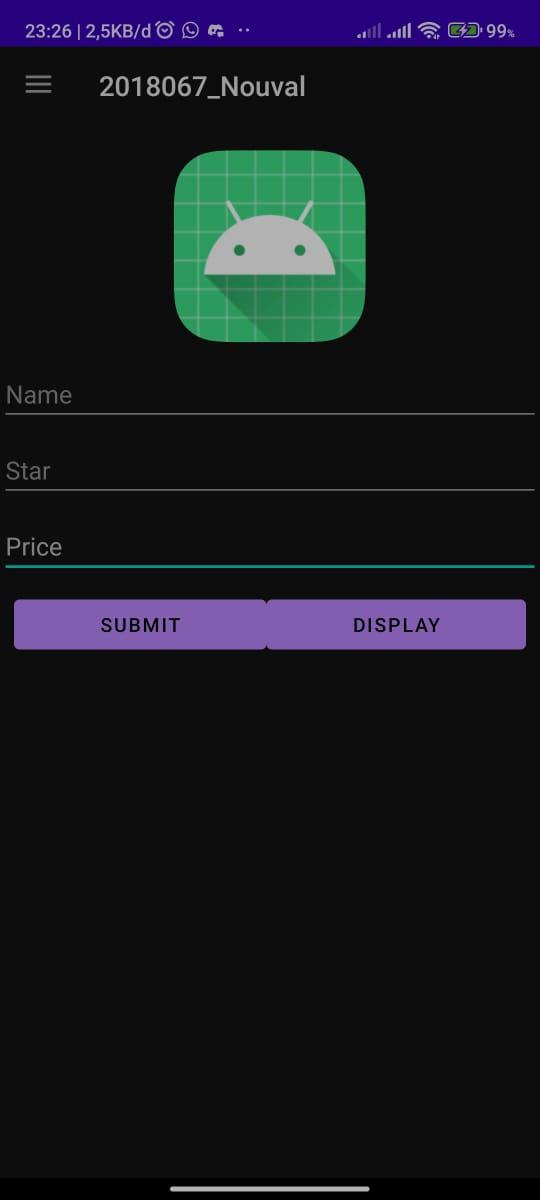 23:26 | 2,5KB/d 99%
2018067_Nouval
Name
Star
Price
SUBMIT DISPLAY